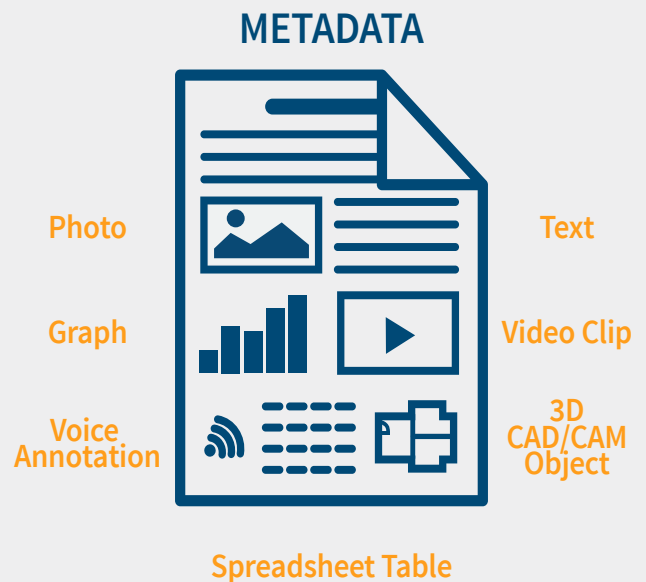 METADATA
Photo
Text
Graph
Video Clip
Voice
Annotation
3D
CAD/CAM
Object
Spreadsheet Table